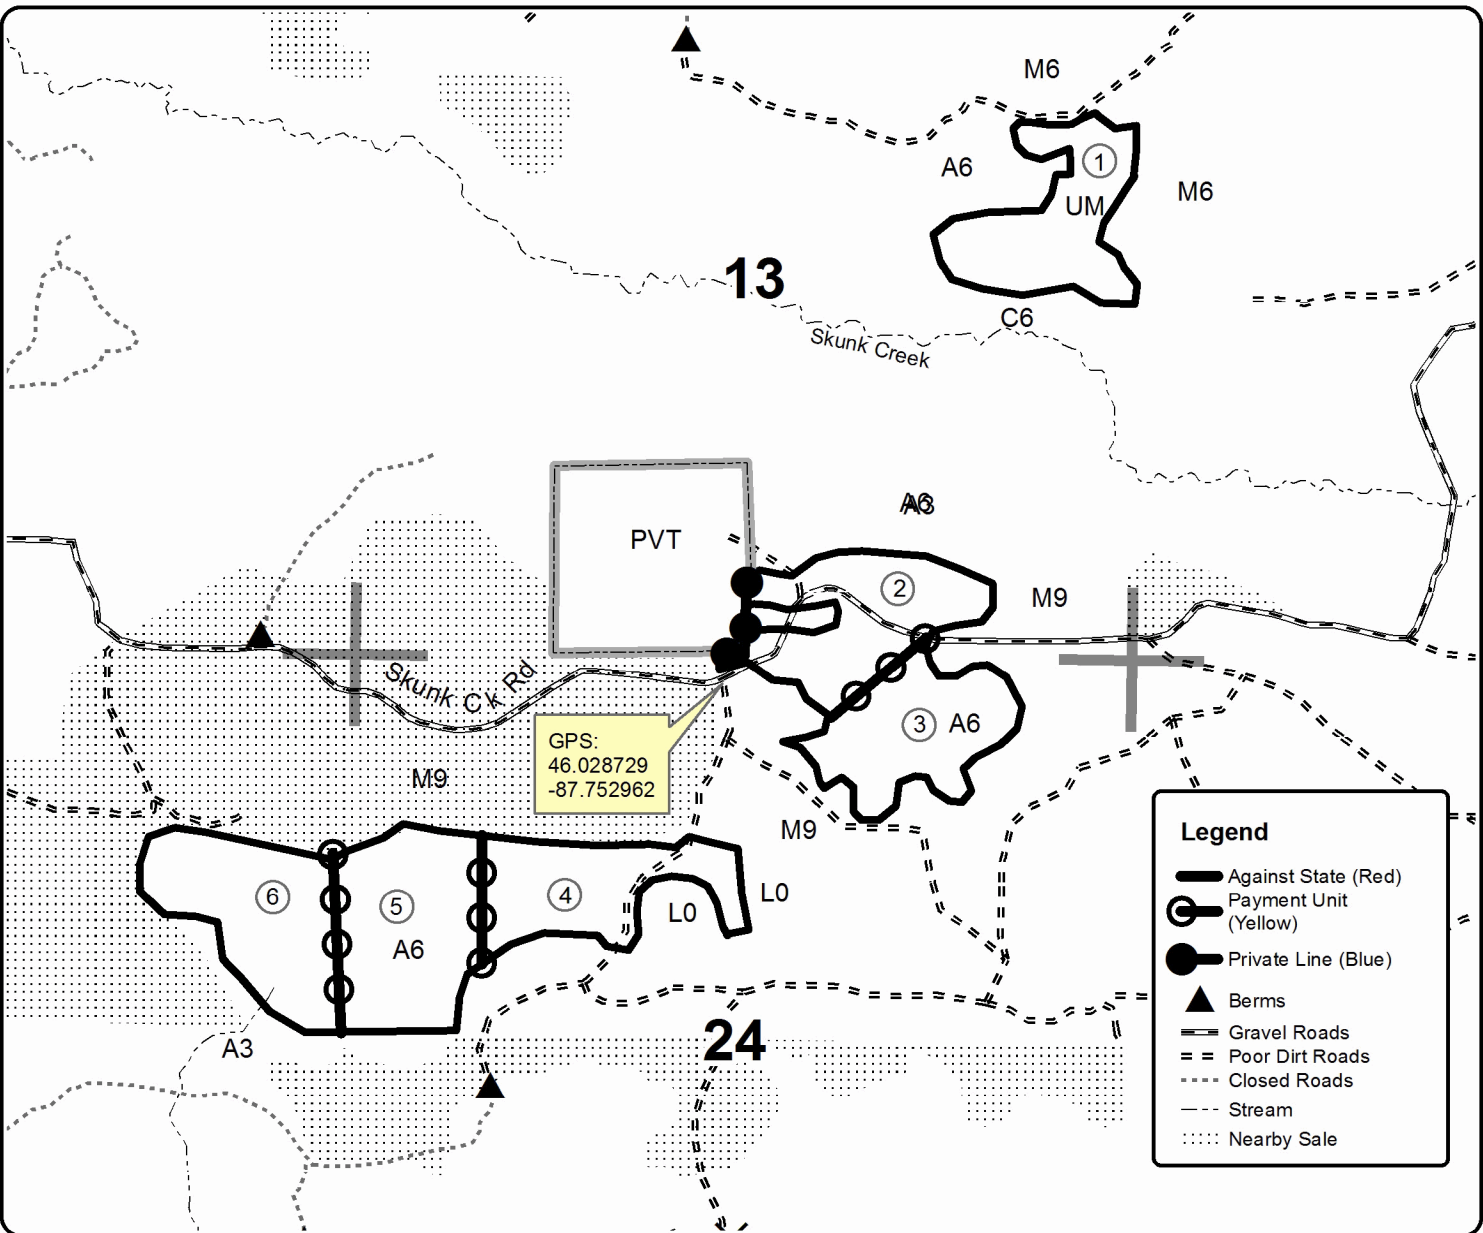 M6
A6
1
M6
UM
13
C6
Skunk Creek
PVT
A6
A3
2
M9
Skunk Ck Rd
3
A6
GPS:
46.028729
-87.752962
M9
M9
6
5
4
L0
L0
A6
24
A3
Legend
Against State (Red)
Payment Unit
(Yellow)
Private Line (Blue)
Berms
Gravel Roads
Poor Dirt Roads
Closed Roads
Stream
Nearby Sale